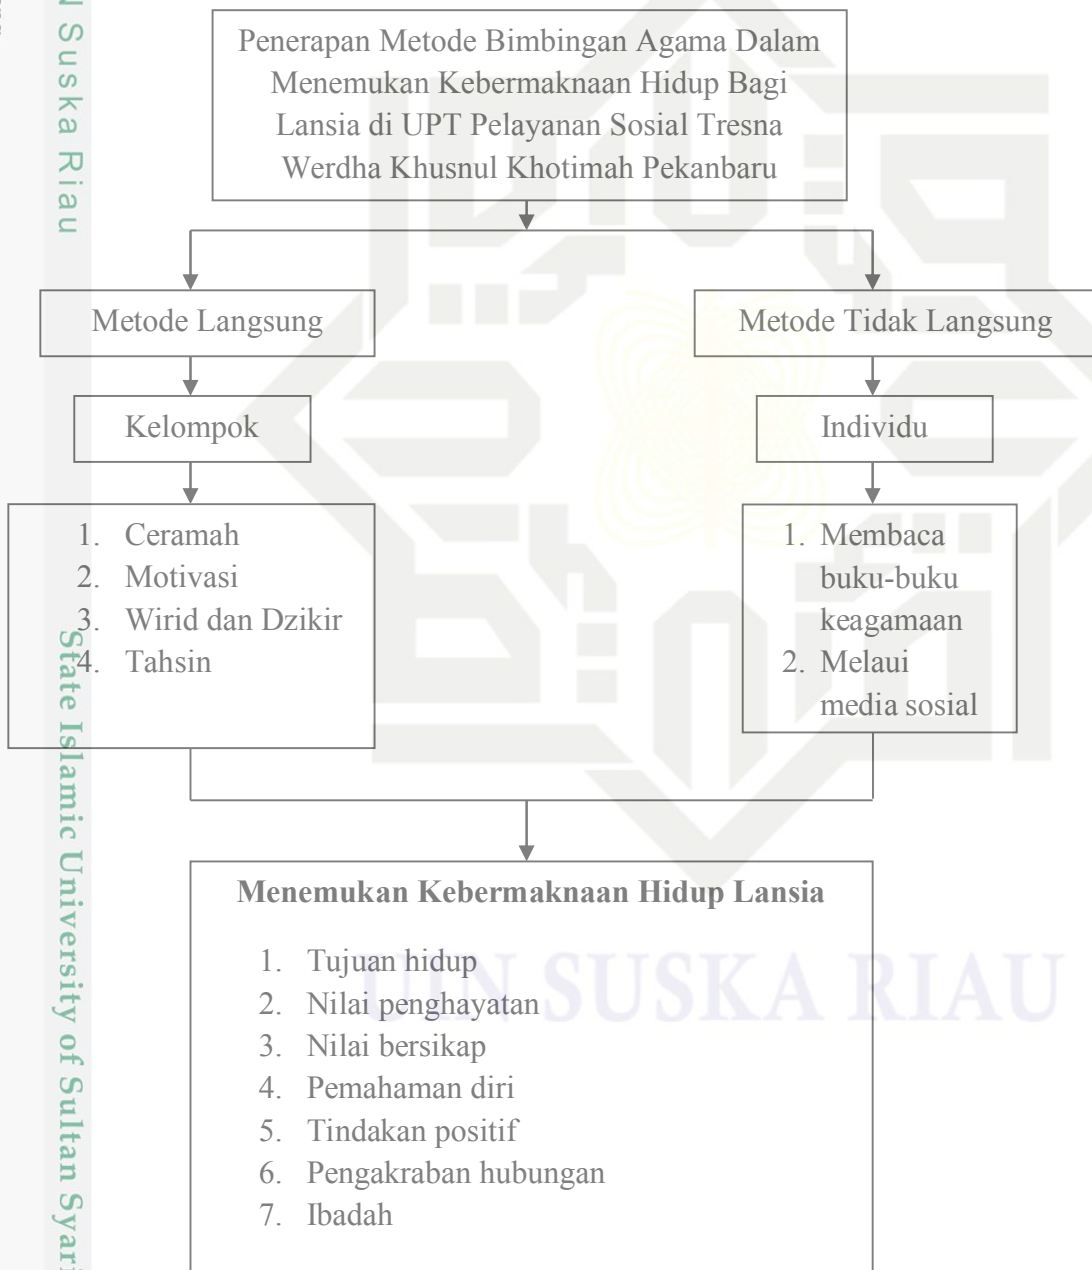 Penerapan Metode Bimbingan Agama Dalam
Menemukan Kebermaknaan Hidup Bagi
Lansia di UPT Pelayanan Sosial Tresna
Werdha Khusnul Khotimah Pekanbaru
Metode Langsung
Metode Tidak Langsung
Kelompok
Individu
1. Ceramah
2. Motivasi
3. Wirid dan Dzikir
4. Tahsin
1. Membaca
buku-buku
keagamaan
2. Melaui
media sosial
Menemukan Kebermaknaan Hidup Lansia
1. Tujuan hidup
2. Nilai penghayatan
3. Nilai bersikap
4. Pemahaman diri
5. Tindakan positif
6. Pengakraban hubungan
7. Ibadah
UIN SUSKA RIAU
Suska Riau
State Islamic University of Sultan